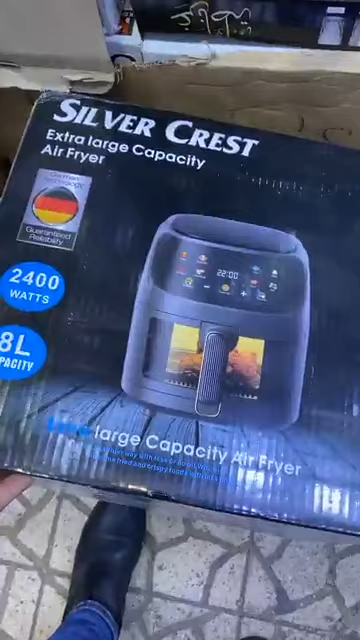 SILVER CREST
Extra large Capacity
Air Fryer
German
Technology
Guaranteed
Reliability
2400
WATTS
22:00
8L
large Capacity Air Fryer